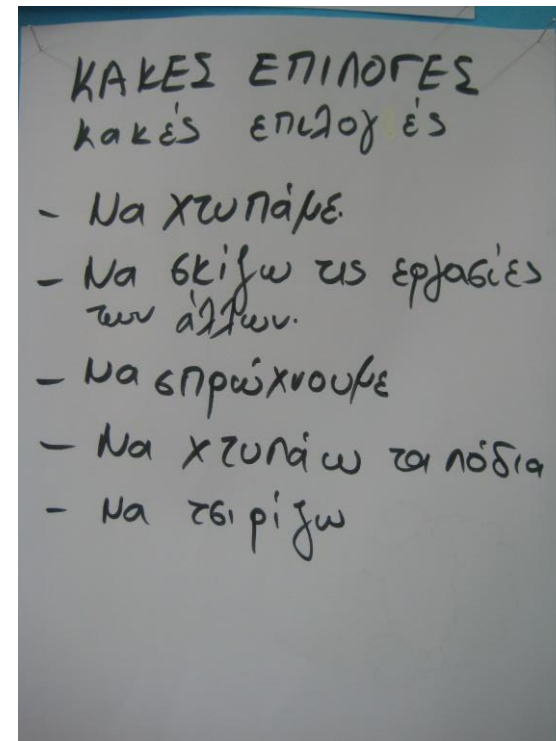 ΚΑΚΕΣ ΕΠΙΛΟΓΕΣ
κακές επιλογές
- Να χτυπάμε.
- Να σκίζω τις εργασίες
των άλλων.
- Να σπρώχνουμε
- Να χτυπάω τα πόδια
- Να τσιρίζω